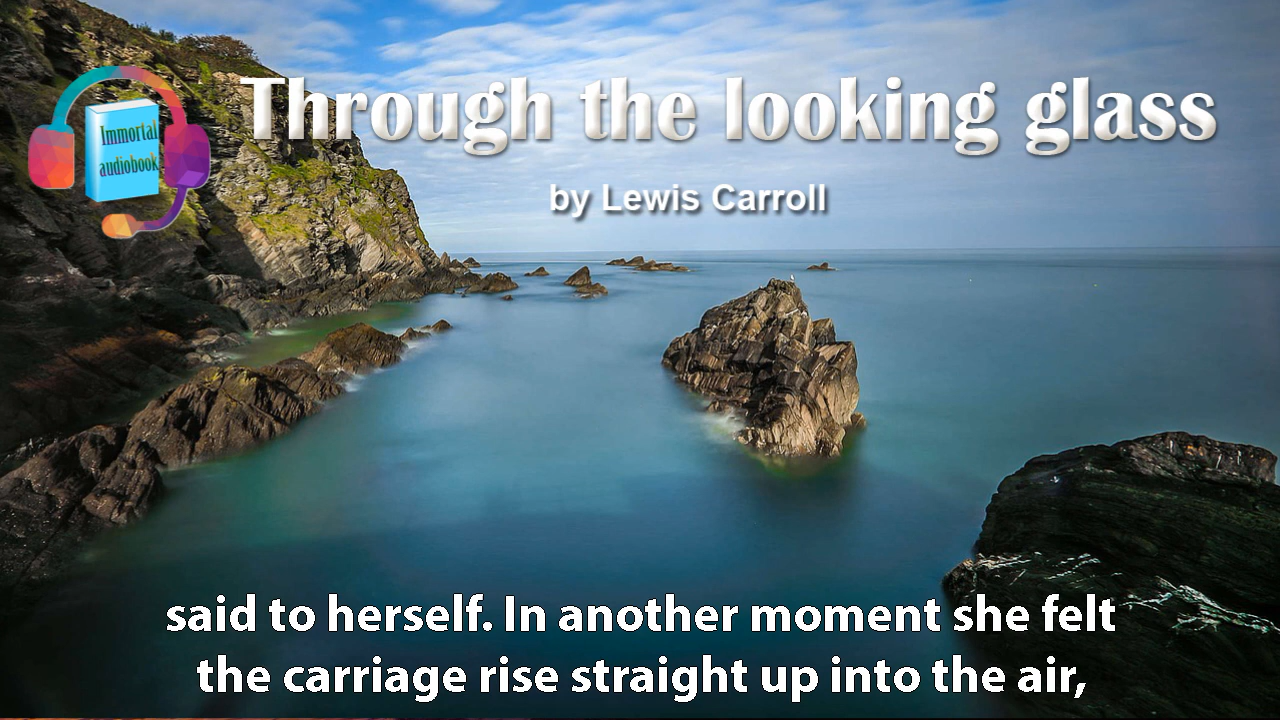 Immortal
audiobook
Through the looking glass
by Lewis Carroll
said to herself. In another moment she felt
the carriage rise straight up into the air,